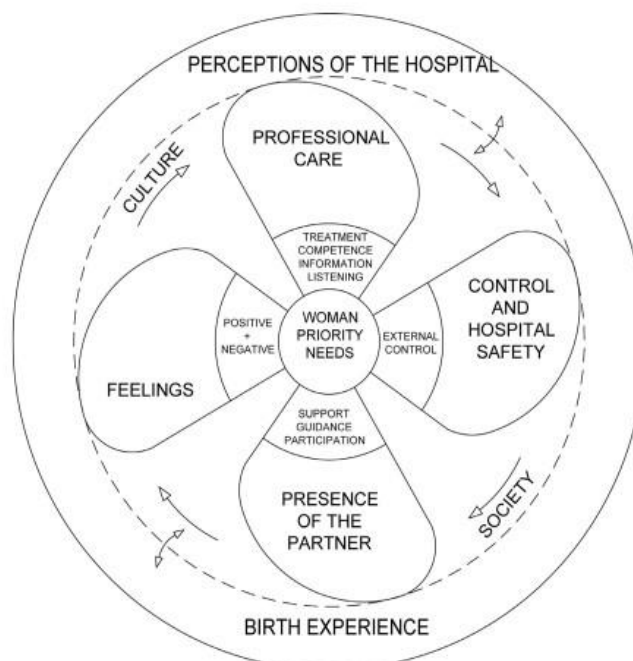 PERCEPTIONS OF THE HOSPITAL
CULTURE
PROFESSIONAL
CARE
TREATMENT
COMPETENCE
INFORMATION
LISTENING
FEELINGS
POSITIVE
+
NEGATIVE
WOMAN
PRIORITY
NEEDS
EXTERNAL
CONTROL
CONTROL
AND
HOSPITAL
SAFETY
SUPPORT
GUIDANCE
PARTICIPATION
PRESENCE
OF THE
PARTNER
SOCIETY
BIRTH EXPERIENCE